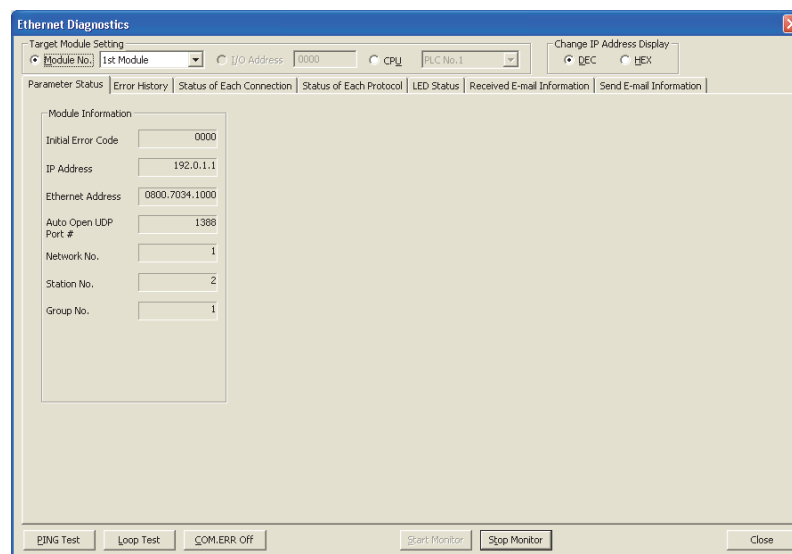 Ethernet Diagnostics
Target Module Setting
Module No. 1st Module I/O Address 0000 CPU PLC No.1
Change IP Address Display
DEC HEX
Parameter Status Error History Status of Each Connection Status of Each Protocol LED Status Received E-mail Information Send E-mail Information
Module Information
Initial Error Code 0000
IP Address 192.0.1.1
Ethernet Address 0800.7034.1000
Auto Open UDP
Port # 1388
Network No. 1
Station No. 2
Group No. 1
PING Test Loop Test COM.ERR Off Start Monitor Stop Monitor Close